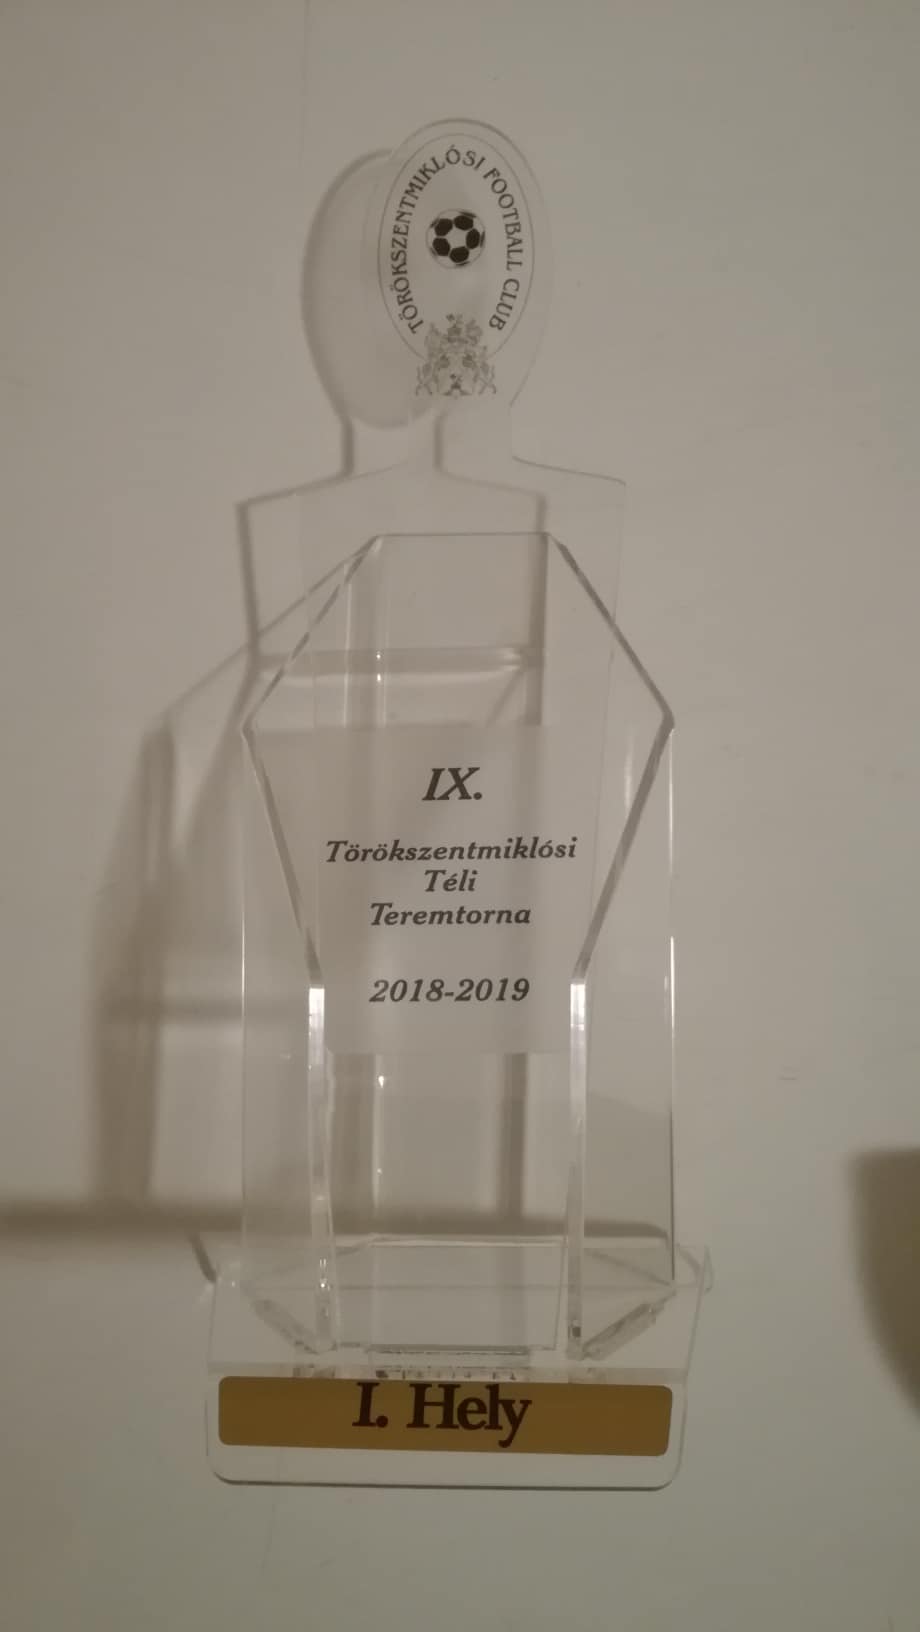 TÖRÖKSZENTMIKLÓSI FOOTBALL CLUB
IX.
Törökszentmiklósi
Téli
Teremtorna
2018-2019
I. Hely